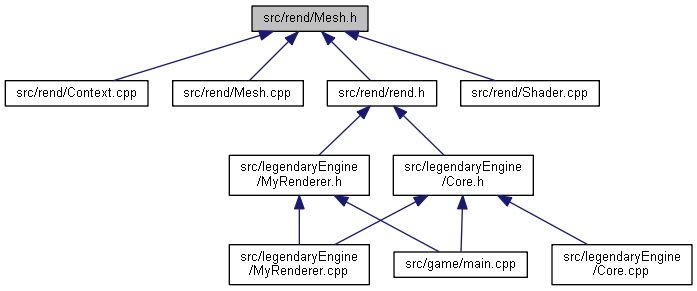 src/rend/Mesh.h
src/rend/Context.cpp
src/rend/Mesh.cpp
src/rend/rend.h
src/rend/Shader.cpp
src/legendaryEngine
/MyRenderer.h
src/legendaryEngine
/Core.h
src/legendaryEngine
/MyRenderer.cpp
src/game/main.cpp
src/legendaryEngine
/Core.cpp